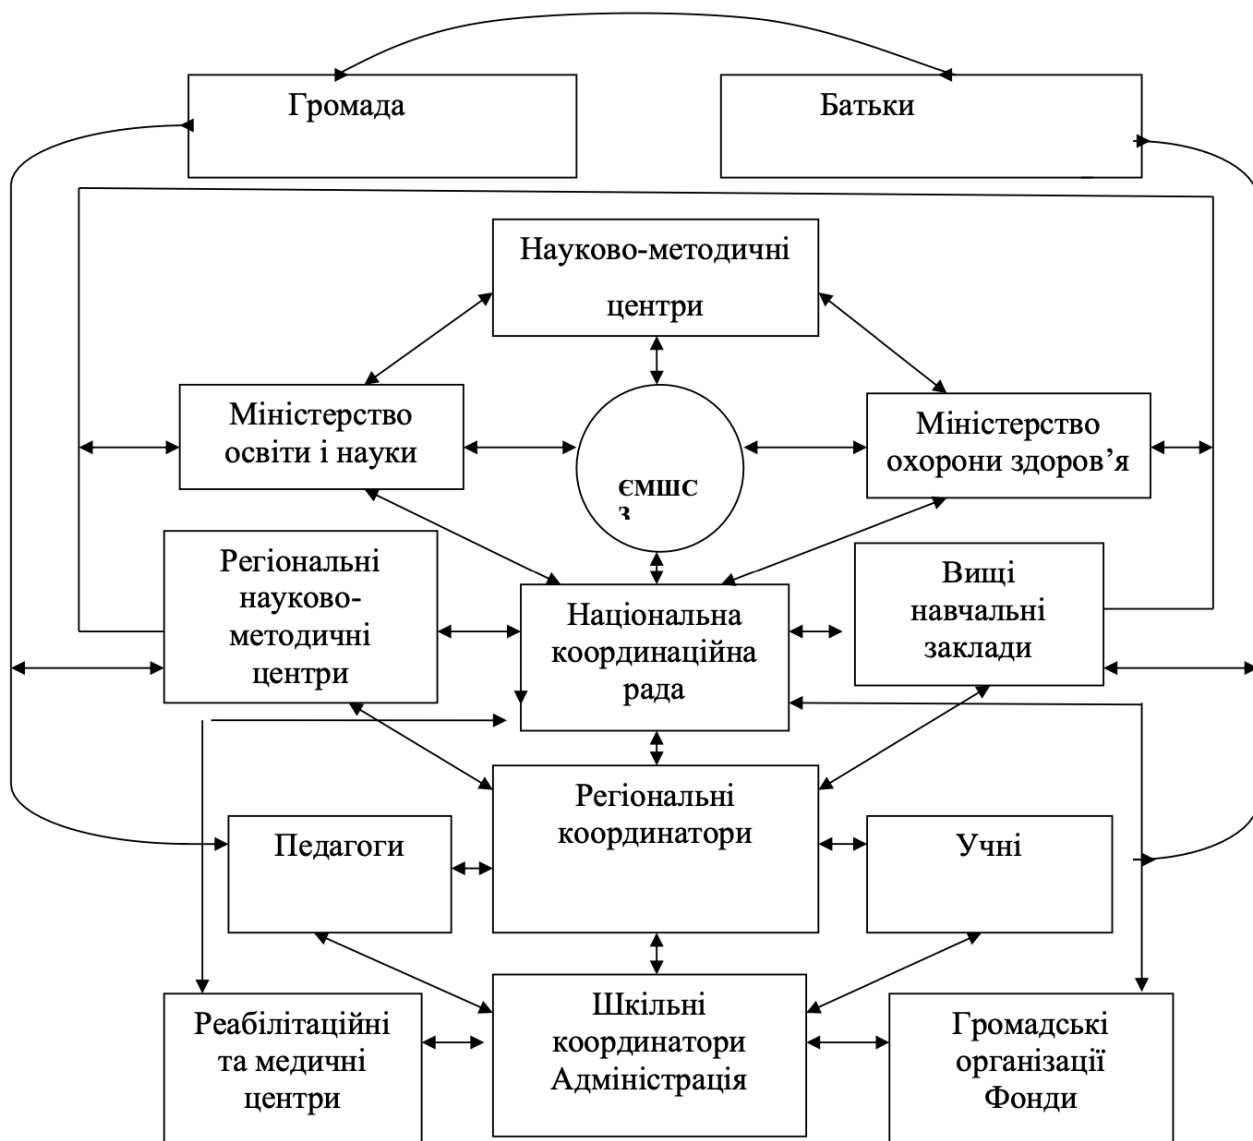 Громада
Батьки
Науково-методичні
центри
Міністерство
освіти і науки
ЄМШС
З
Міністерство
охорони здоров’я
Регіональні
науково-
методичні
центри
Національна
координаційна
рада
Вищі
навчальні
заклади
Педагоги
Регіональні
координатори
Учні
Реабілітаційні
та медичні
центри
Шкільні
координатори
Адміністрація
Громадські
організації
Фонди